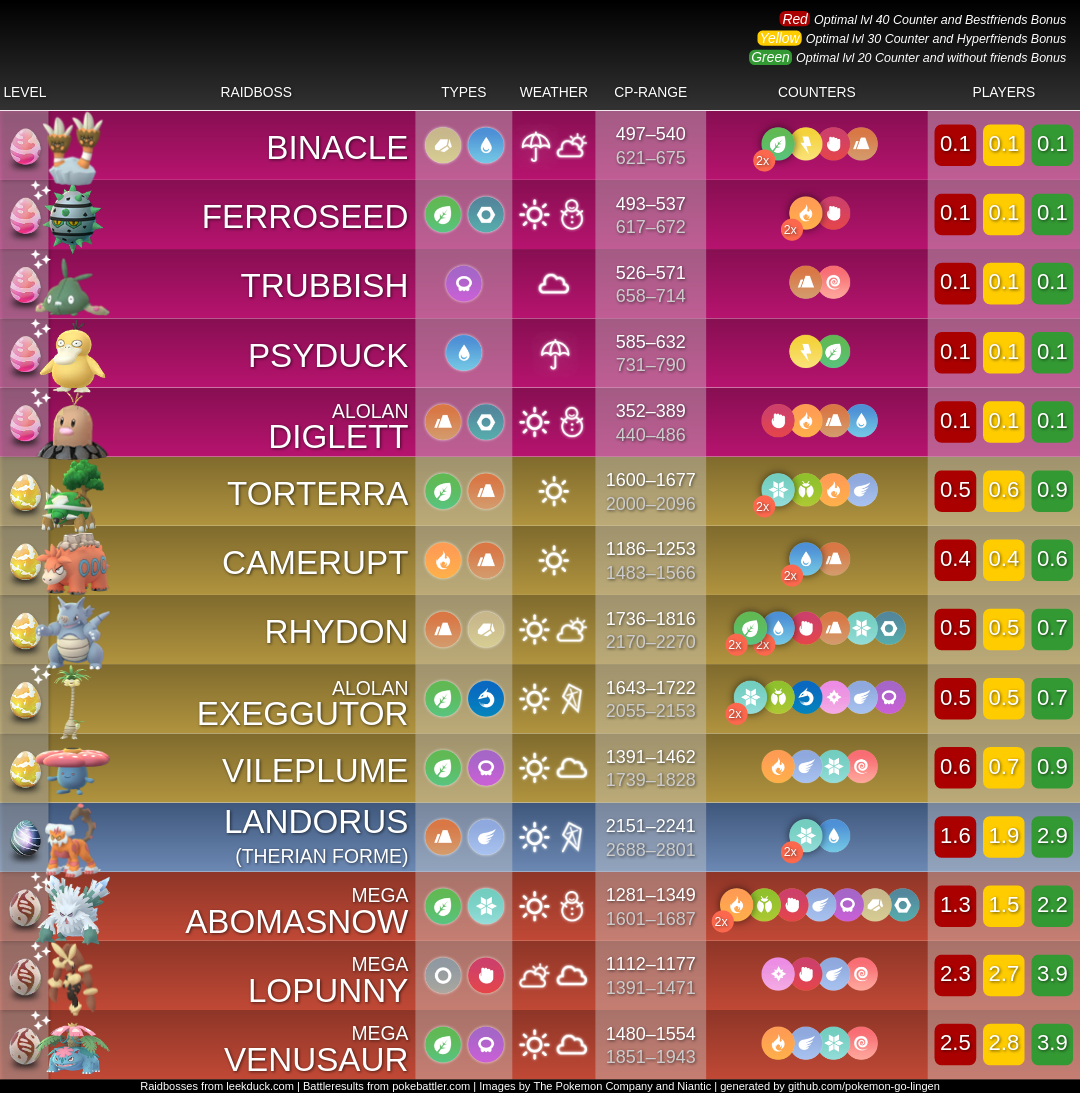 Red Optimal lvl 40 Counter and Bestfriends Bonus
Yellow Optimal lvl 30 Counter and Hyperfriends Bonus
Green Optimal lvl 20 Counter and without friends Bonus
LEVEL RAIDBOSS TYPES WEATHER CP-RANGE COUNTERS PLAYERS
BINACLE 497–540 0.1 0.1 0.1
621–675 2x
FERROSEED 493–537 0.1 0.1 0.1
617–672 2x
TRUBBISH 526–571 0.1 0.1 0.1
658–714
PSYDUCK 585–632 0.1 0.1 0.1
731–790
ALOLAN 352–389 0.1 0.1 0.1
DIGLETT 440–486
TORTERRA 1600–1677 0.5 0.6 0.9
2000–2096 2x
CAMERUPT 1186–1253 0.4 0.4 0.6
1483–1566 2x
RHYDON 1736–1816 0.5 0.5 0.7
2170–2270 2x 2x
ALOLAN 1643–1722 0.5 0.5 0.7
EXEGGUTOR 2055–2153 2x
VILEPLUME 1391–1462 0.6 0.7 0.9
1739–1828
LANDORUS 2151–2241 1.6 1.9 2.9
(THERIAN FORME) 2688–2801 2x
MEGA 1281–1349 1.3 1.5 2.2
ABOMASNOW 1601–1687 2x
MEGA 1112–1177 2.3 2.7 3.9
LOPUNNY 1391–1471
MEGA 1480–1554 2.5 2.8 3.9
VENUSAUR 1851–1943
Raidbosses from leekduck.com | Battleresults from pokebattler.com | Images by The Pokemon Company and Niantic | generated by github.com/pokemon-go-lingen